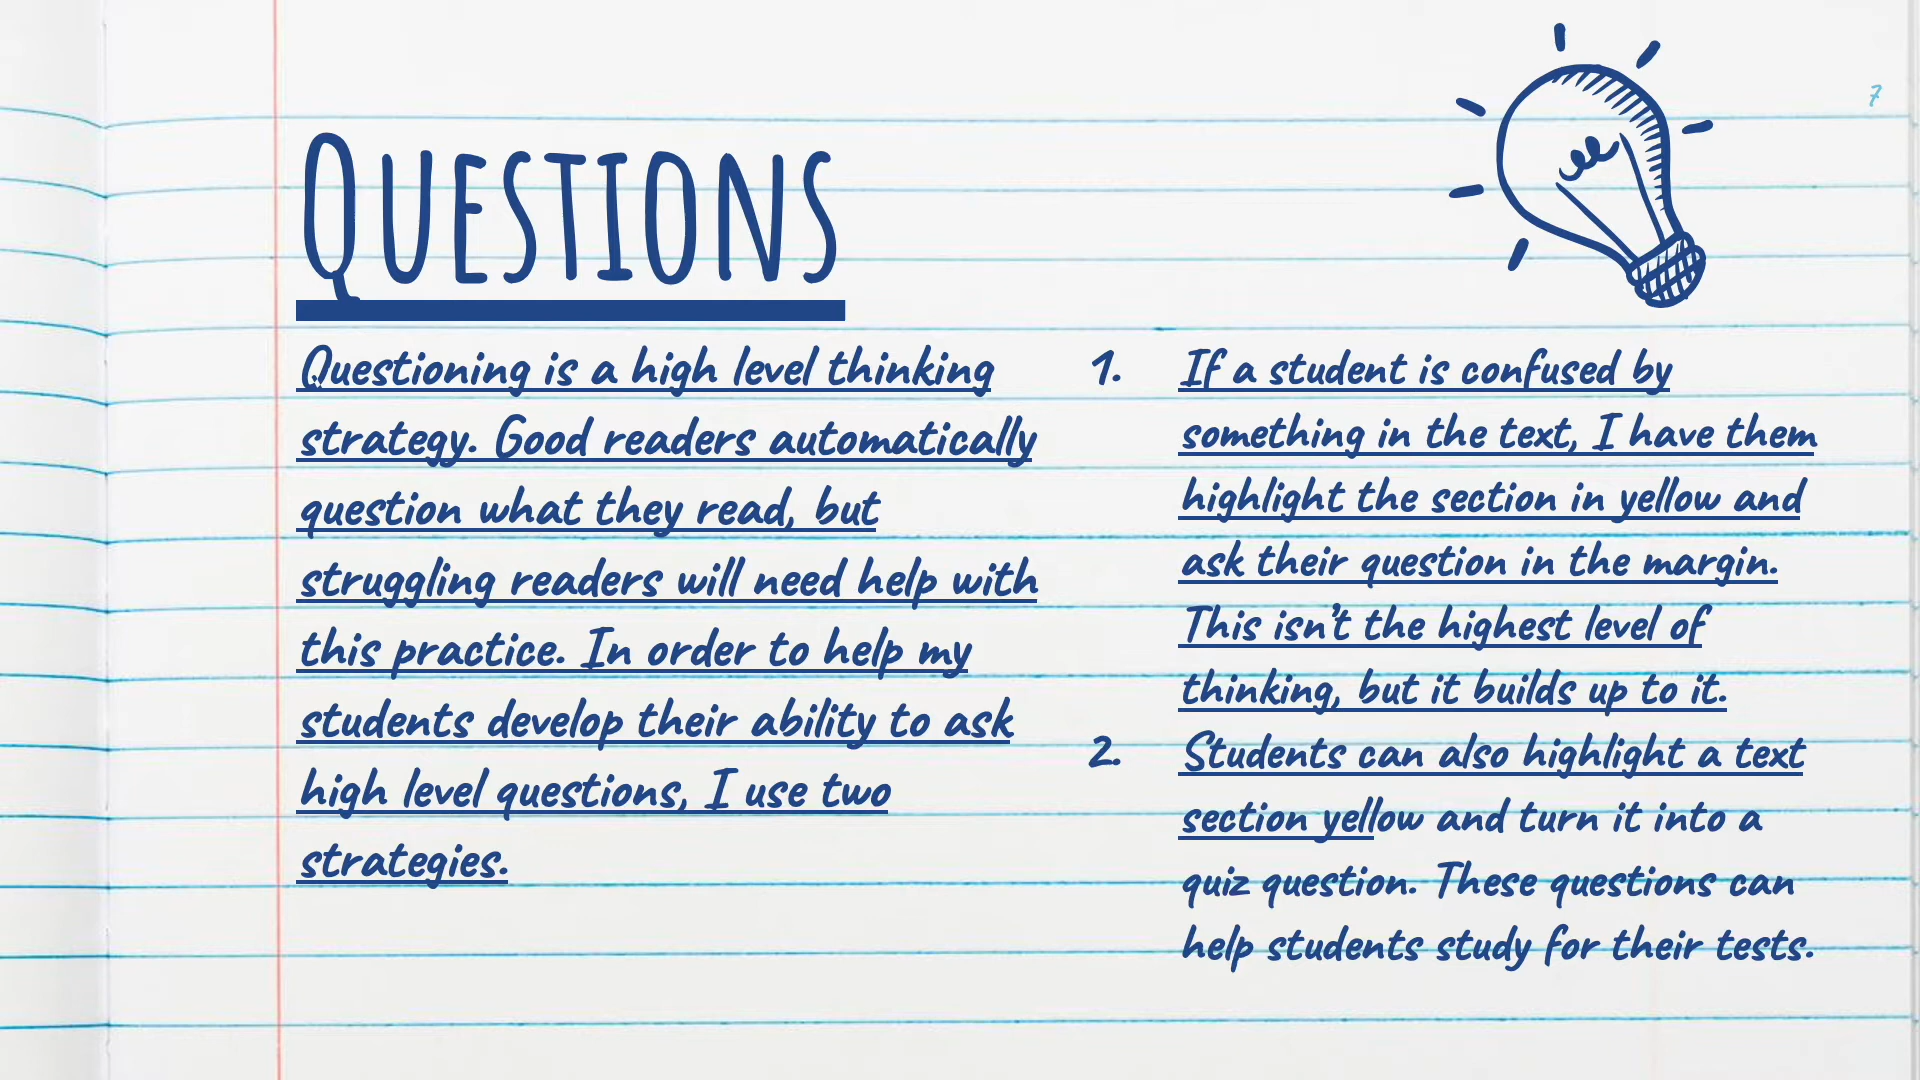 7
QUESTIONS
Questioning is a high level thinking
strategy. Good readers automatically
question what they read, but
struggling readers will need help with
this practice. In order to help my
students develop their ability to ask
high level questions, I use two
strategies.
1. If a student is confused by
something in the text, I have them
highlight the section in yellow and
ask their question in the margin.
This isn't the highest level of
thinking, but it builds up to it.
2. Students can also highlight a text
section yellow and turn it into a
quiz question. These questions can
help students study for their tests.